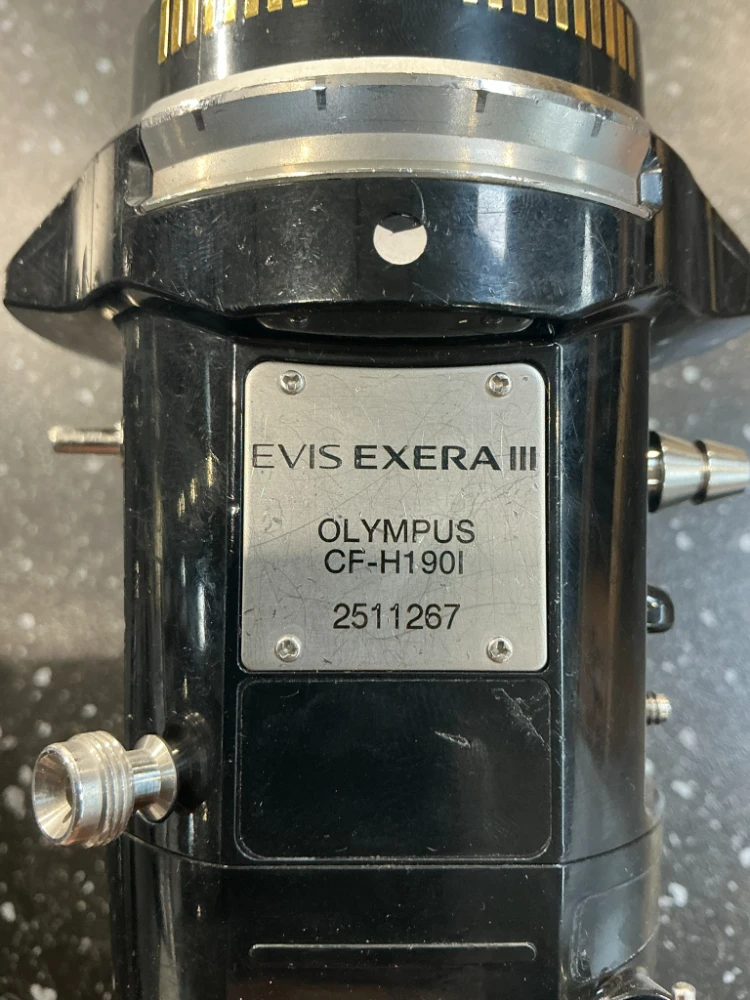 EVIS EXERA III
OLYMPUS
CF-H190I
2511267